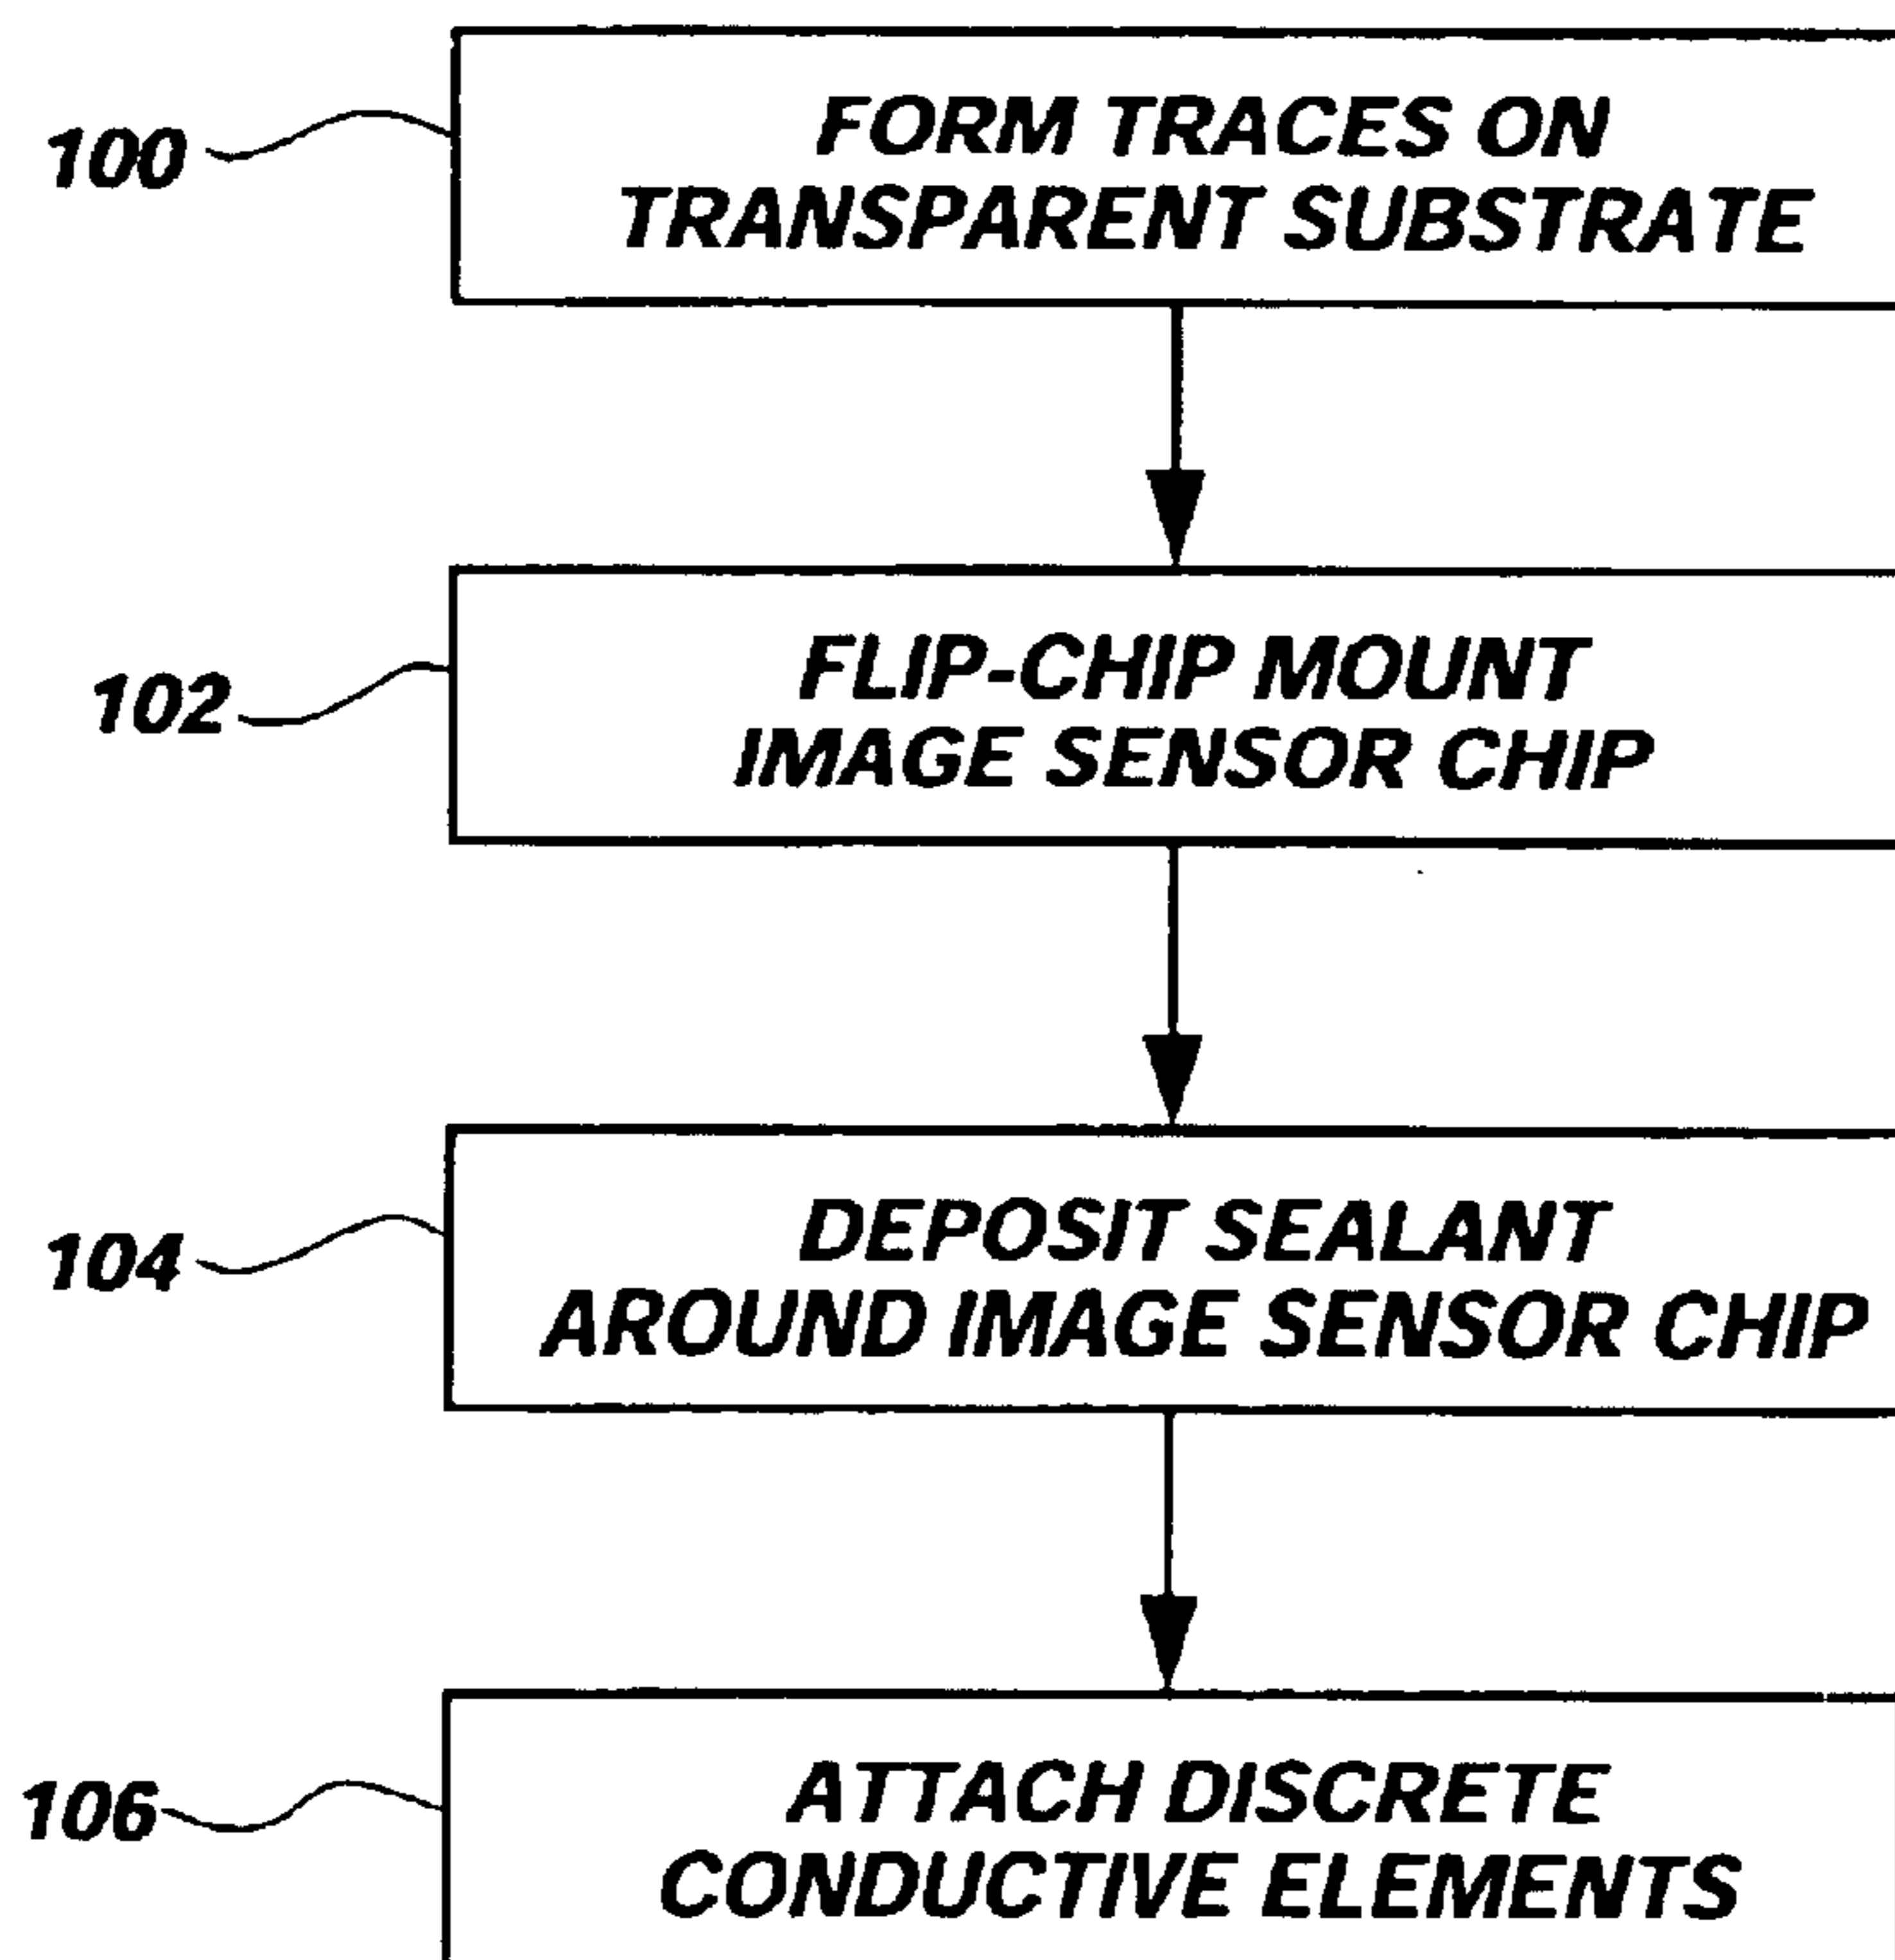 100
FORM TRACES ON
TRANSPARENT SUBSTRATE
102
FLIP-CHIP MOUNT
IMAGE SENSOR CHIP
104
DEPOSIT SEALANT
AROUND IMAGE SENSOR CHIP
106
ATTACH DISCRETE
CONDUCTIVE ELEMENTS